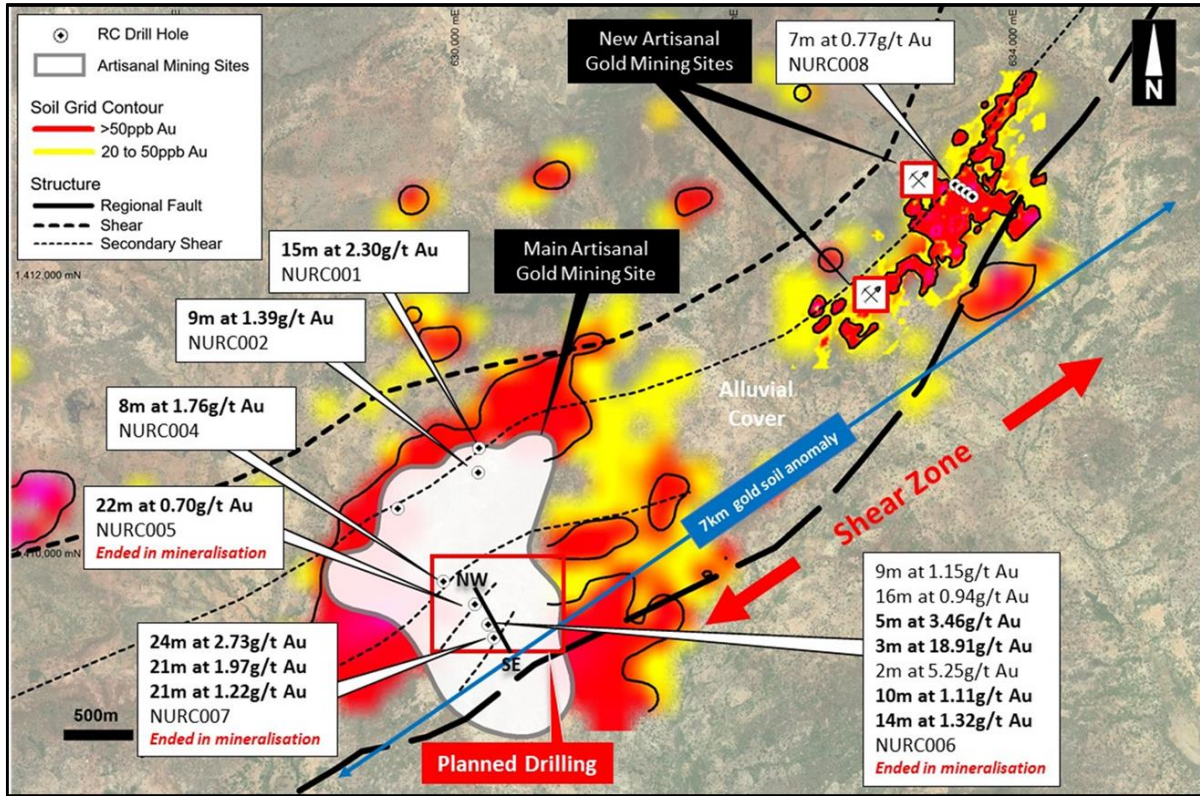 RC Drill Hole
Artisanal Mining Sites
Soil Grid Contour
>50ppb Au
20 to 50ppb Au
Structure
Regional Fault
Shear
Secondary Shear
630,000 mE
634,000 mE
New Artisanal
Gold Mining Sites
7m at 0.77g/t Au
NURC008
N
1,412,000 mN
15m at 2.30g/t Au
NURC001
Main Artisanal
Gold Mining Site
9m at 1.39g/t Au
NURC002
8m at 1.76g/t Au
NURC004
Alluvial
Cover
7km gold soil anomaly
Shear Zone
22m at 0.70g/t Au
NURC005
Ended in mineralisation
1,410,000 mN
NW
SE
24m at 2.73g/t Au
21m at 1.97g/t Au
21m at 1.22g/t Au
NURC007
Ended in mineralisation
9m at 1.15g/t Au
16m at 0.94g/t Au
5m at 3.46g/t Au
3m at 18.91g/t Au
2m at 5.25g/t Au
10m at 1.11g/t Au
14m at 1.32g/t Au
NURC006
Ended in mineralisation
500m
Planned Drilling